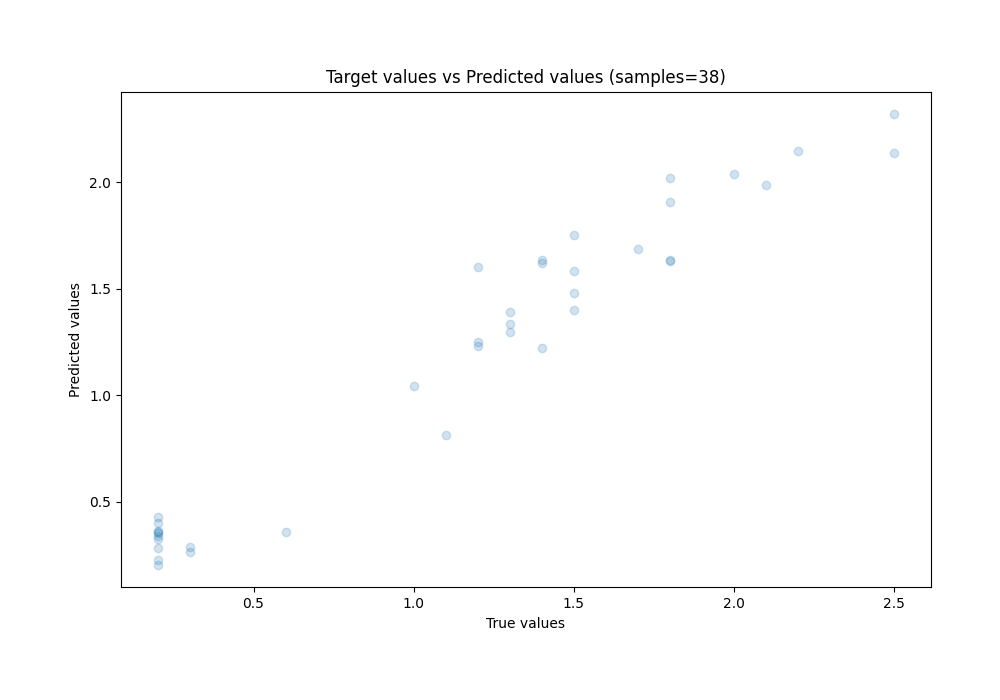 Target values vs Predicted values (samples=38)
Predicted values
2.0
1.5
1.0
0.5
0.5 1.0 1.5 2.0 2.5
True values